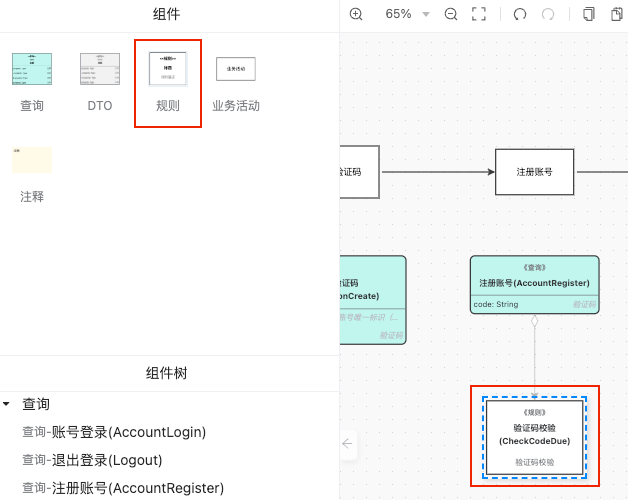 组件
65%
查询
DTO
规则
业务活动
注释
组件树
查询
查询-账号登录(AccountLogin)
查询-退出登录(Logout)
查询-注册账号(AccountRegister)
验证码
注册账号
证码
onCreate)
账号唯一标识（...
验证码
《查询》
注册账号(AccountRegister)
code: String
验证码
《规则》
验证码校验
(CheckCodeDue)
验证码校验